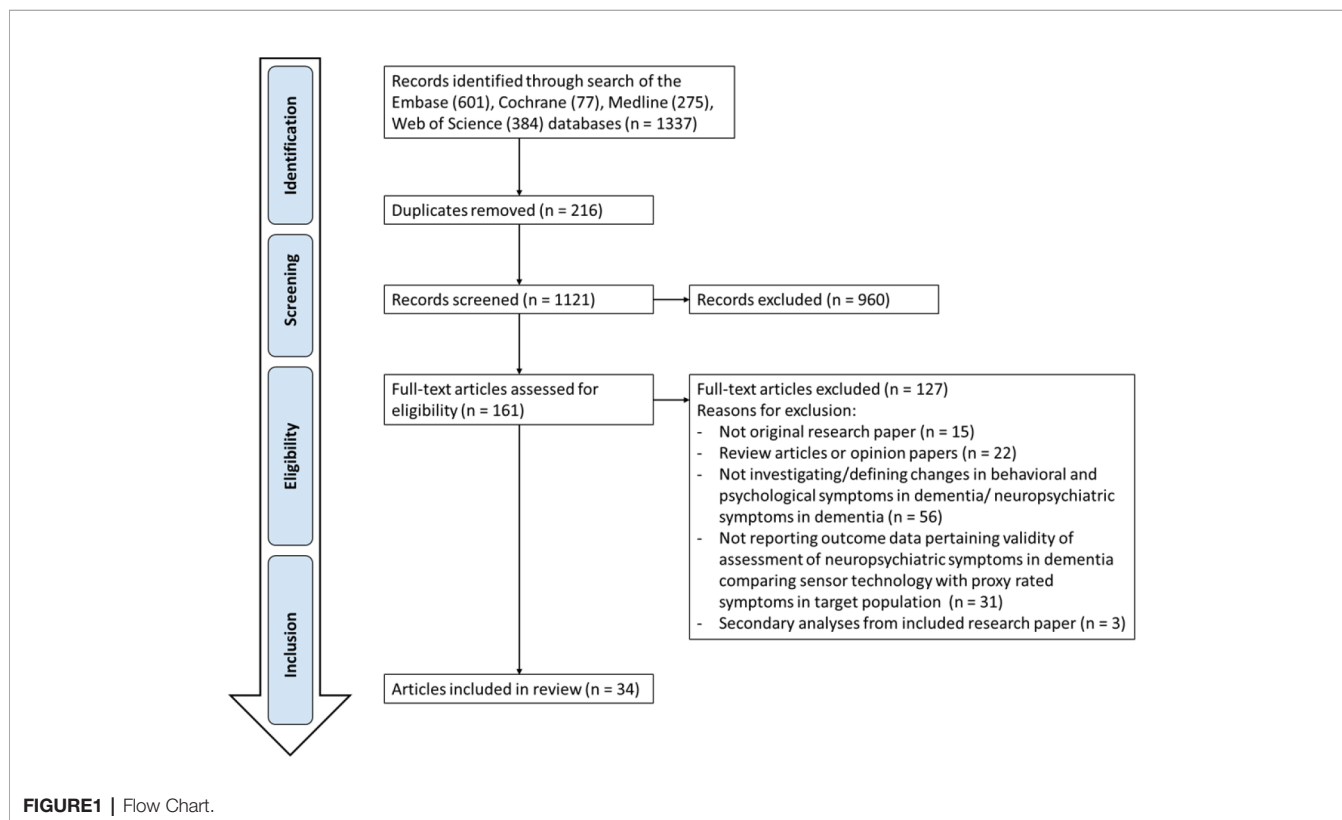 Identification
Records identified through search of the
Embase (601), Cochrane (77), Medline (275),
Web of Science (384) databases (n = 1337)
Duplicates removed (n = 216)
Screening
Records screened (n = 1121)
Records excluded (n = 960)
Eligibility
Full-text articles assessed for
eligibility (n = 161)
Full-text articles excluded (n = 127)
Reasons for exclusion:
- Not original research paper (n = 15)
- Review articles or opinion papers (n = 22)
- Not investigating/defining changes in behavioral and
psychological symptoms in dementia/ neuropsychiatric
symptoms in dementia (n = 56)
- Not reporting outcome data pertaining validity of
assessment of neuropsychiatric symptoms in dementia
comparing sensor technology with proxy rated
symptoms in target population (n = 31)
- Secondary analyses from included research paper (n = 3)
Inclusion
Articles included in review (n = 34)
FIGURE1 | Flow Chart.